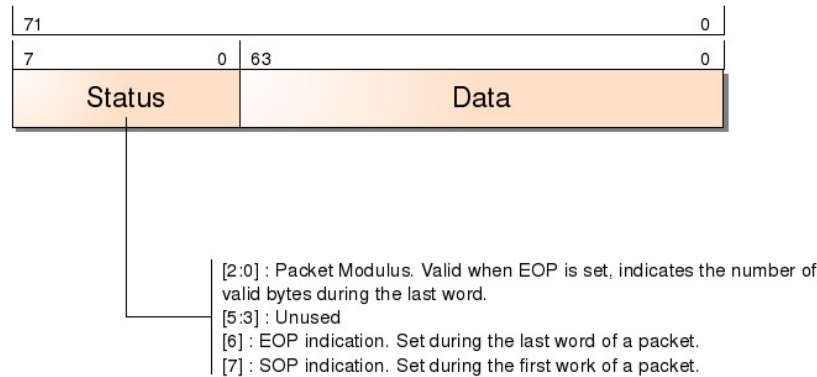 71 0
7 0 63 0
Status Data
[2:0] : Packet Modulus. Valid when EOP is set, indicates the number of
valid bytes during the last word.
[5:3] : Unused
[6] : EOP indication. Set during the last word of a packet.
[7] : SOP indication. Set during the first work of a packet.